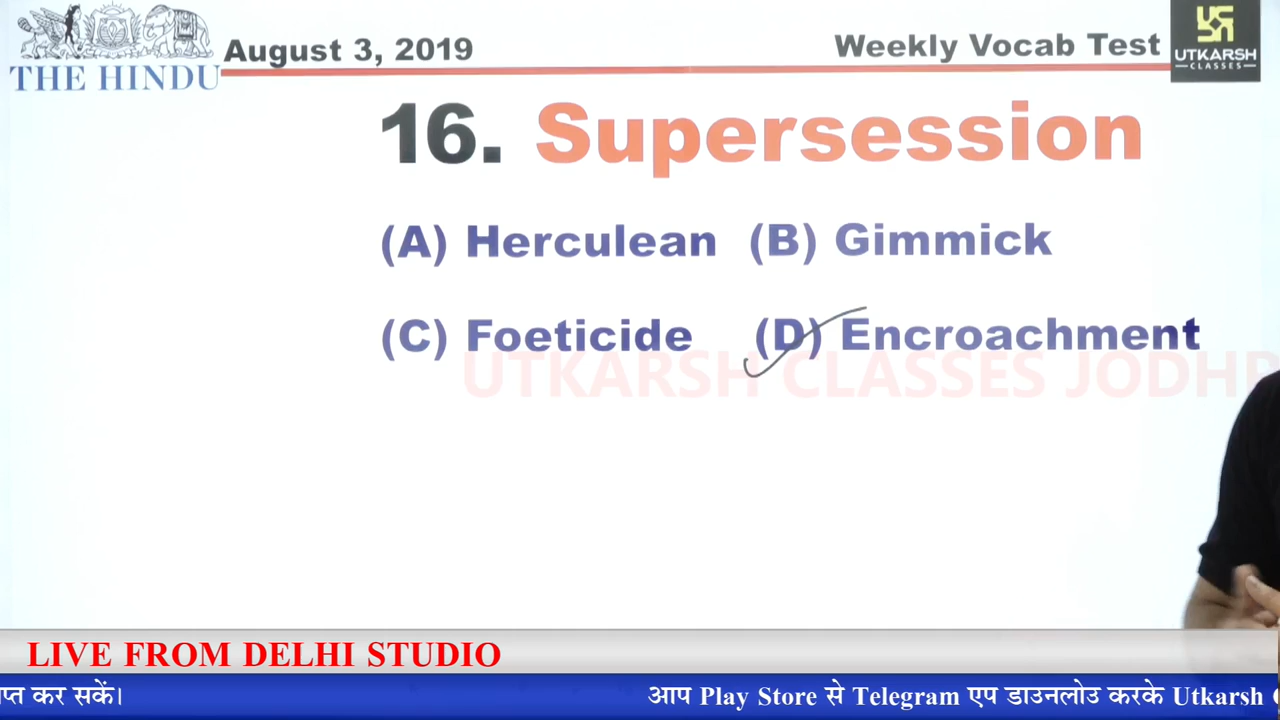 August 3, 2019
Weekly Vocab Test
THE HINDU
UTKARSH
CLASSES
16. Supersession
(A) Herculean (B) Gimmick
(C) Foeticide (D) Encroachment
UTKARSH CLASSES JODHP
LIVE FROM DELHI STUDIO
प्त कर सकें। आप Play Store से Telegram एप डाउनलोउ करके Utkarsh